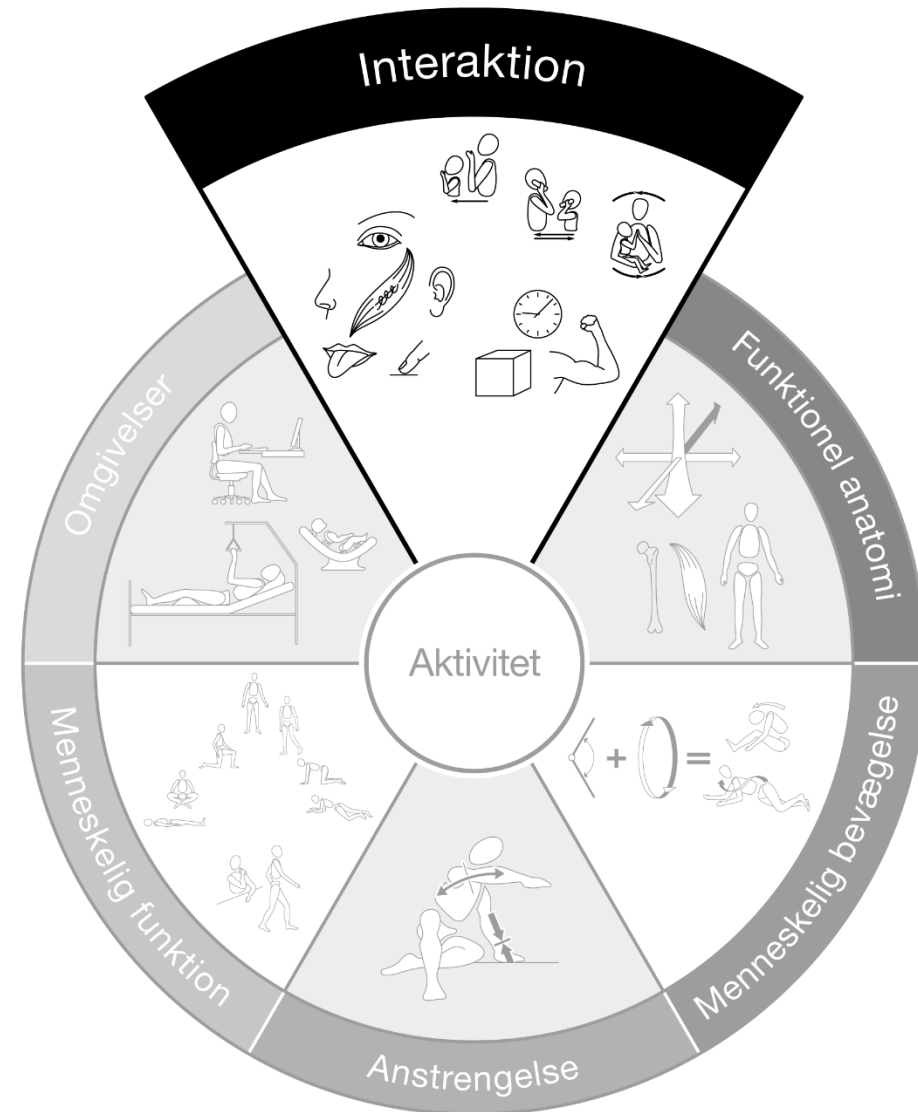 Interaktion
Funktionel anatomi
Menneskelig bevægelse
Anstrengelse
Menneskelig funktion
Omgivelser
Aktivitet
+
=